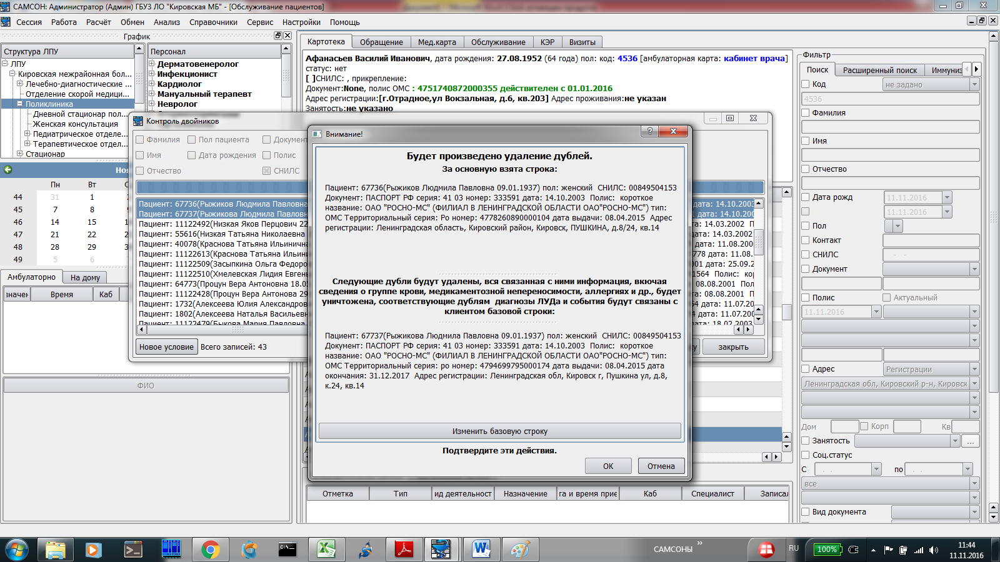 САМСОН: Администратор (Админ) ГБУЗ ЛО "Кировская МБ" - [Обслуживание пациентов]
Сессия Работа Расчёт Обмен Анализ Справочники Сервис Настройки Помощь
График
Структура ЛПУ
ЛПУ
Кировская межрайонная бол...
Лечебно-диагностические ...
Отделение скорой медици...
Поликлиника
Дневной стационар пол...
Женская консультация
Педиатрическое отделе...
Терапевтическое отдел...
Стационар
Персонал
Дерматовенеролог
Инфекционист
Кардиолог
Мануальный терапевт
Невролог
Картотека Обращение Мед.карта Обслуживание КЭР Визиты
Афанасьев Василий Иванович, дата рождения: 27.08.1952 (64 года) пол: код: 4536 [амбулаторная карта: кабинет врача]
статус: нет
[ ]СНИЛС: , прикрепление:
Документ:None, полис ОМС : 4751740872000355 действителен с 01.01.2016
Адрес регистрации:[г.Отрадное,ул Вокзальная, д.6, кв.203] Адрес проживания:не указан
Занятость:не указано
Ноя
Пн Вт
44 31 1
45 7 8
46 14 15
47 21 22
48 28 29
49 5 6
Амбулаторно На дому
Время Каб
ФИО
Контроль двойников
Фамилия Пол пациента Документ
Имя Дата рождения Полис
Отчество СНИЛС
Пациент: 67736(Рыжиков Людмила Павловна
Пациент: 67737(Рыжикова Людмила Павловн
Пациент: 11122492(Низкая Яков Перцович 22
Пациент: 55616(Низкая Татьяна Николаевна
Пациент: 40078(Краснова Татьяна Ильинична
Пациент: 11122613(Краснова Татьяна Ильини
Пациент: 11122509(Засыпкина Ольга Федоро
Пациент: 11122510(Хмелевская Лидия Евгень
Пациент: 64773(Процун Вера Антоновна 18.05
Пациент: 11122428(Процун Вера Антонова 29
Пациент: 1732(Алексеева Юлия Александров
Пациент: 1802(Алексеева Наталья Васильевн
Пациент: 11122479(Быкова Мария Павловна
дата: 14.10.2003
дата: 14.10.200
дата: 14.03.2002 П
дата: 14.03.2002
дата: 11.08.200
778 дата: 11.08.
001 дата: 25.09.2
1564 Полис: ко
08.08.2001 Пол
дата: 08.08.2001
54 дата: 11.07.20
дата: 11.07.200
дата: 18.02.2003
Новое условие Всего записей: 43
закрыть
Внимание!
Будет произведено удаление дублей.
За основную взята строка:
Пациент: 67736(Рыжиков Людмила Павловна 09.01.1937) пол: женский СНИЛС: 00849504153
Документ: ПАСПОРТ РФ серия: 41 03 номер: 333591 дата: 14.10.2003 Полис: короткое
название: ОАО "РОСНО-МС" (ФИЛИАЛ В ЛЕНИНГРАДСКОЙ ОБЛАСТИ ОАО"РОСНО-МС") тип:
ОМС Территориальный серия: Ро номер: 4778260890000104 дата выдачи: 08.04.2015 Адрес
регистрации: Ленинградская область, Кировский район, Кировск, ПУШКИНА, д.8/24, кв.14
Следующие дубли будут удалены, вся связанная с ними информация, вкючая
сведения о группе крови, медикаментозной непереносимости, аллергиях и др., будет
уничтожена, соответствующие дублям диагнозы ЛУДа и события будут связаны с
клиентом базовой строки:
Пациент: 67737(Рыжикова Людмила Павловна 09.01.1937) пол: женский СНИЛС: 00849504153
Документ: ПАСПОРТ РФ серия: 41 03 номер: 333591 дата: 14.10.2003 Полис: короткое
название: ОАО "РОСНО-МС" (ФИЛИАЛ В ЛЕНИНГРАДСКОЙ ОБЛАСТИ ОАО"РОСНО-МС") тип:
ОМС Территориальный серия: ро номер: 4794699795000174 дата выдачи: 08.04.2015 дата
окончания: 31.12.2017 Адрес регистрации: Ленинградская обл, Кировск г, Пушкина ул, д.8,
к.24, кв.14
Изменить базовую строку
Подтвердите эти действия.
ОК Отмена
Отметка Тип ид деятельност Назначение га и время прие Каб Специалист Записал
Фильтр
Поиск Расширенный поиск Иммуниз
Код не задано
4536
Фамилия
Имя
Отчество
Дата рожд 11.11.2016
11.11.2016
Пол
Контакт
СНИЛС - -
Документ
Полис Актуальный
11.11.2016
Адрес Регистрации
Ленинградская обл, Кировский р-н, Кировск
Дом Корп Кв
Занятость ...
Соц.статус
С . . по . .
все
Вид документа
САМСОНЫ »
RU 100% 11:44
11.11.2016